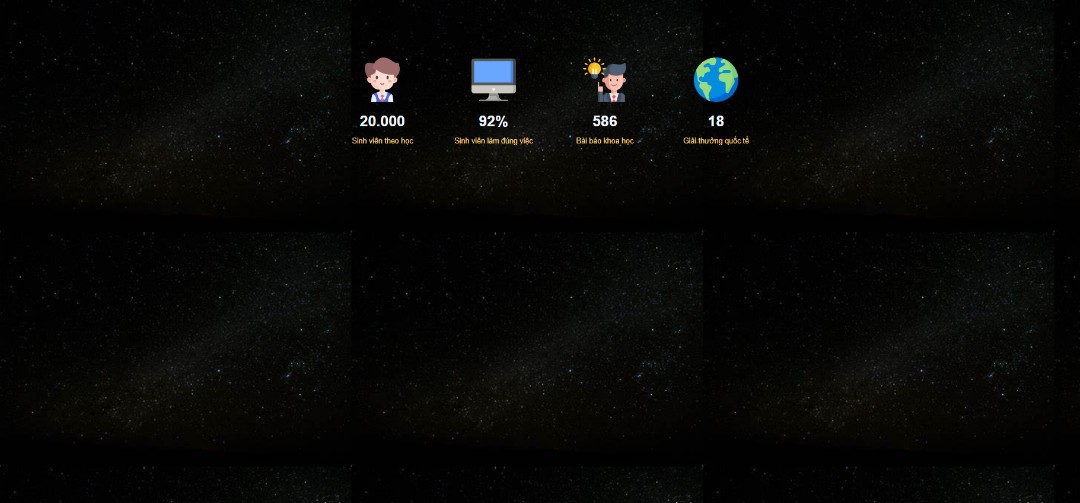 20.000
92%
586
18
Sinh viên theo học
Sinh viên làm đúng việc
Bài báo khoa học
Giải thưởng quốc tế